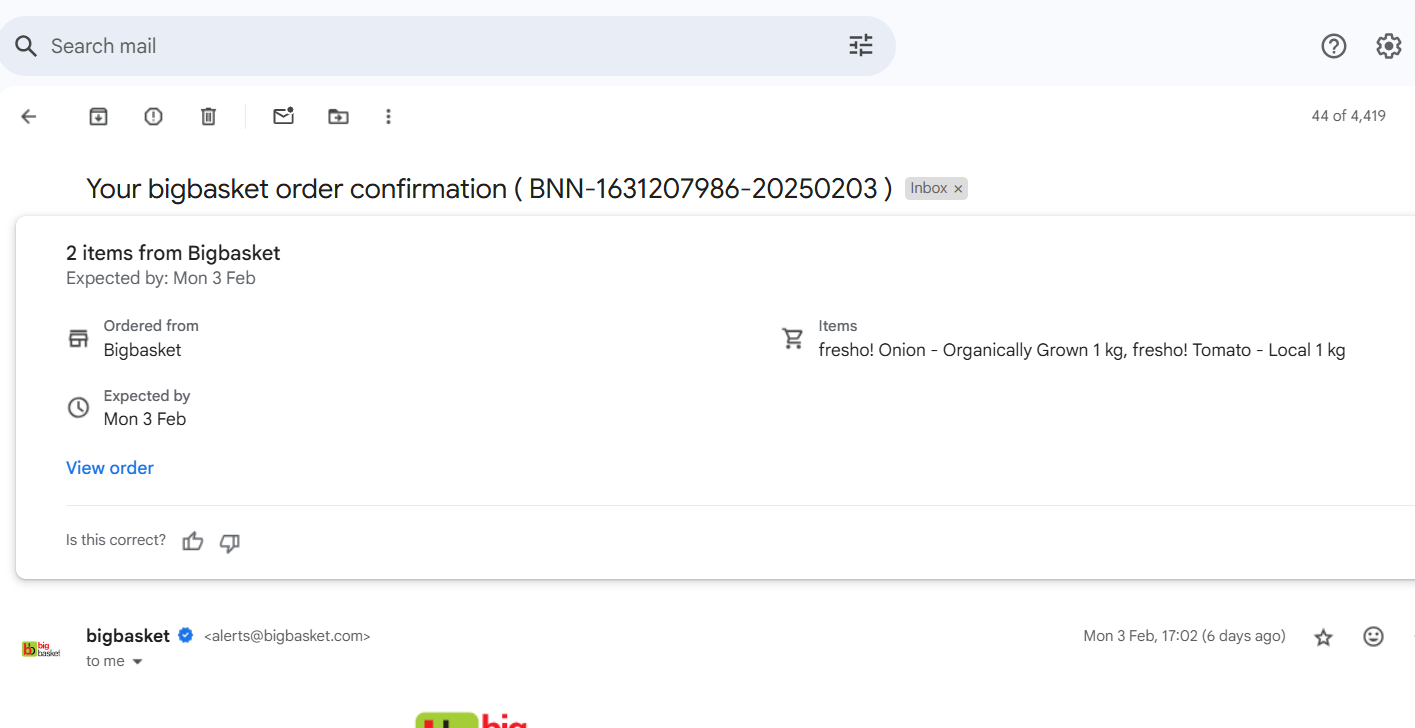 Search mail
44 of 4,419
Your bigbasket order confirmation ( BNN-1631207986-20250203 ) Inbox ×
2 items from Bigbasket
Expected by: Mon 3 Feb
Ordered from
Bigbasket
Items
fresho! Onion - Organically Grown 1 kg, fresho! Tomato - Local 1 kg
Expected by
Mon 3 Feb
View order
Is this correct?
bb big
basket
bigbasket <alerts@bigbasket.com> Mon 3 Feb, 17:02 (6 days ago)
to me
big